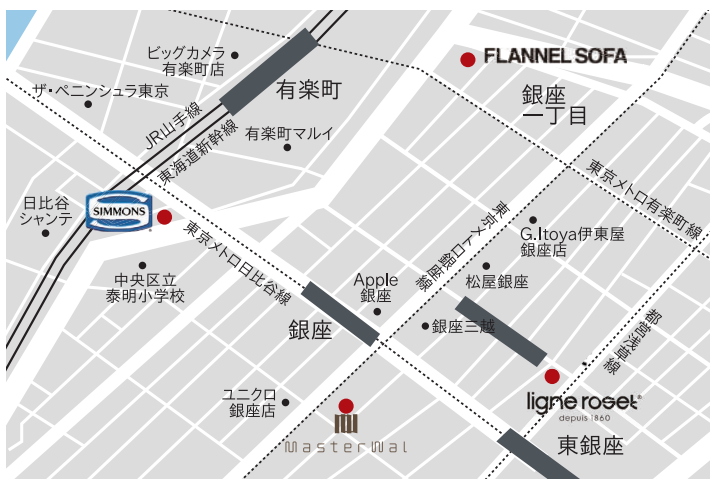 ビッグカメラ
有楽町店
FLANNEL SOFA
ザ・ペニンシュラ東京
有楽町
銀座
一丁目
JR山手線
東海道新幹線
有楽町マルイ
東京メトロ有楽町線
日比谷
シャンテ
SIMMONS
東京メトロ日比谷線
東京メトロ銀座線
G.Itoya伊東屋
銀座店
中央区立
泰明小学校
Apple
銀座
松屋銀座
銀座
銀座三越
都営浅草線
ユニクロ
銀座店
ligne roset®
depuis 1860
MasterWal
東銀座